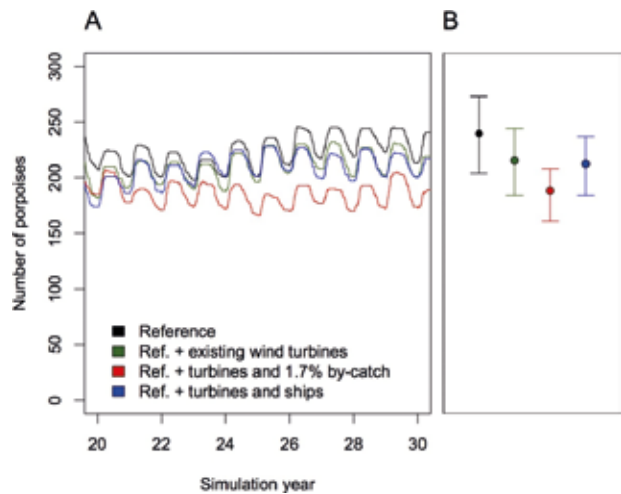 A
B
300
250
200
150
100
50
0
Number of porpoises
Reference
Ref. + existing wind turbines
Ref. + turbines and 1.7% by-catch
Ref. + turbines and ships
20 22 24 26 28 30
Simulation year